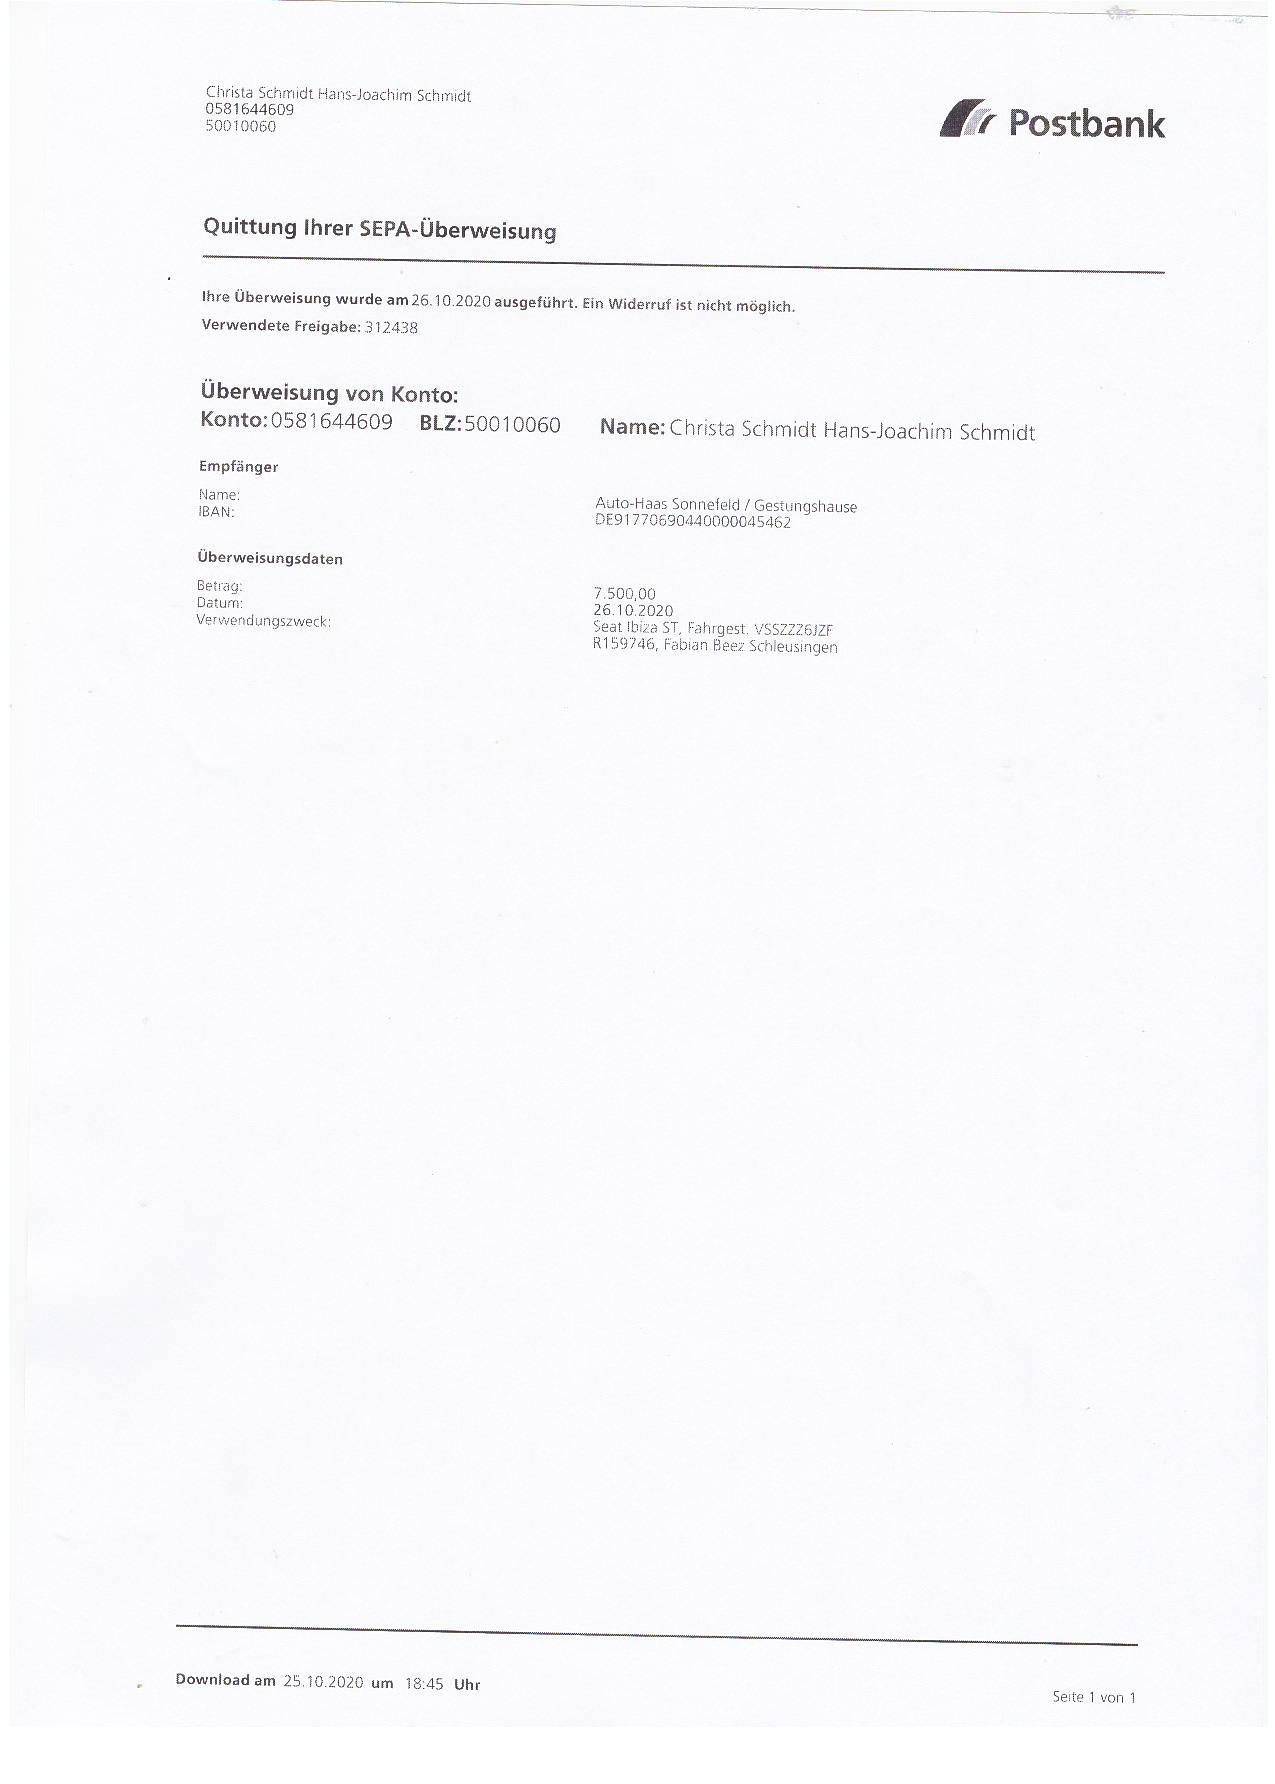 Christa Schmidt Hans-Joachim Schmidt
0581644609
50010060
Postbank
Quittung Ihrer SEPA-Überweisung
Ihre Überweisung wurde am 26.10.2020 ausgeführt. Ein Widerruf ist nicht möglich.
Verwendete Freigabe: 312438
Überweisung von Konto:
Konto: 0581644609 BLZ: 50010060 Name: Christa Schmidt Hans-Joachim Schmidt
Empfänger
Name: Auto-Haas Sonnefeld / Gestungshause
IBAN: DE91770690440000045462
Überweisungsdaten
Betrag: 7.500,00
Datum: 26.10.2020
Verwendungszweck: Seat Ibiza ST, Fahrgest. VSSZZZ6JZF
R159746, Fabian Beez Schleusingen
Download am 25.10.2020 um 18:45 Uhr
Seite 1 von 1